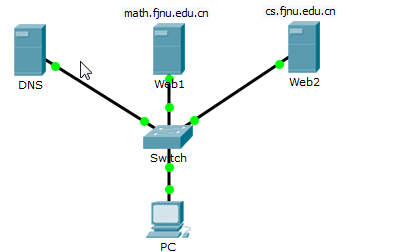 math.fjnu.edu.cn
cs.fjnu.edu.cn
DNS
Web1
Web2
Switch
PC